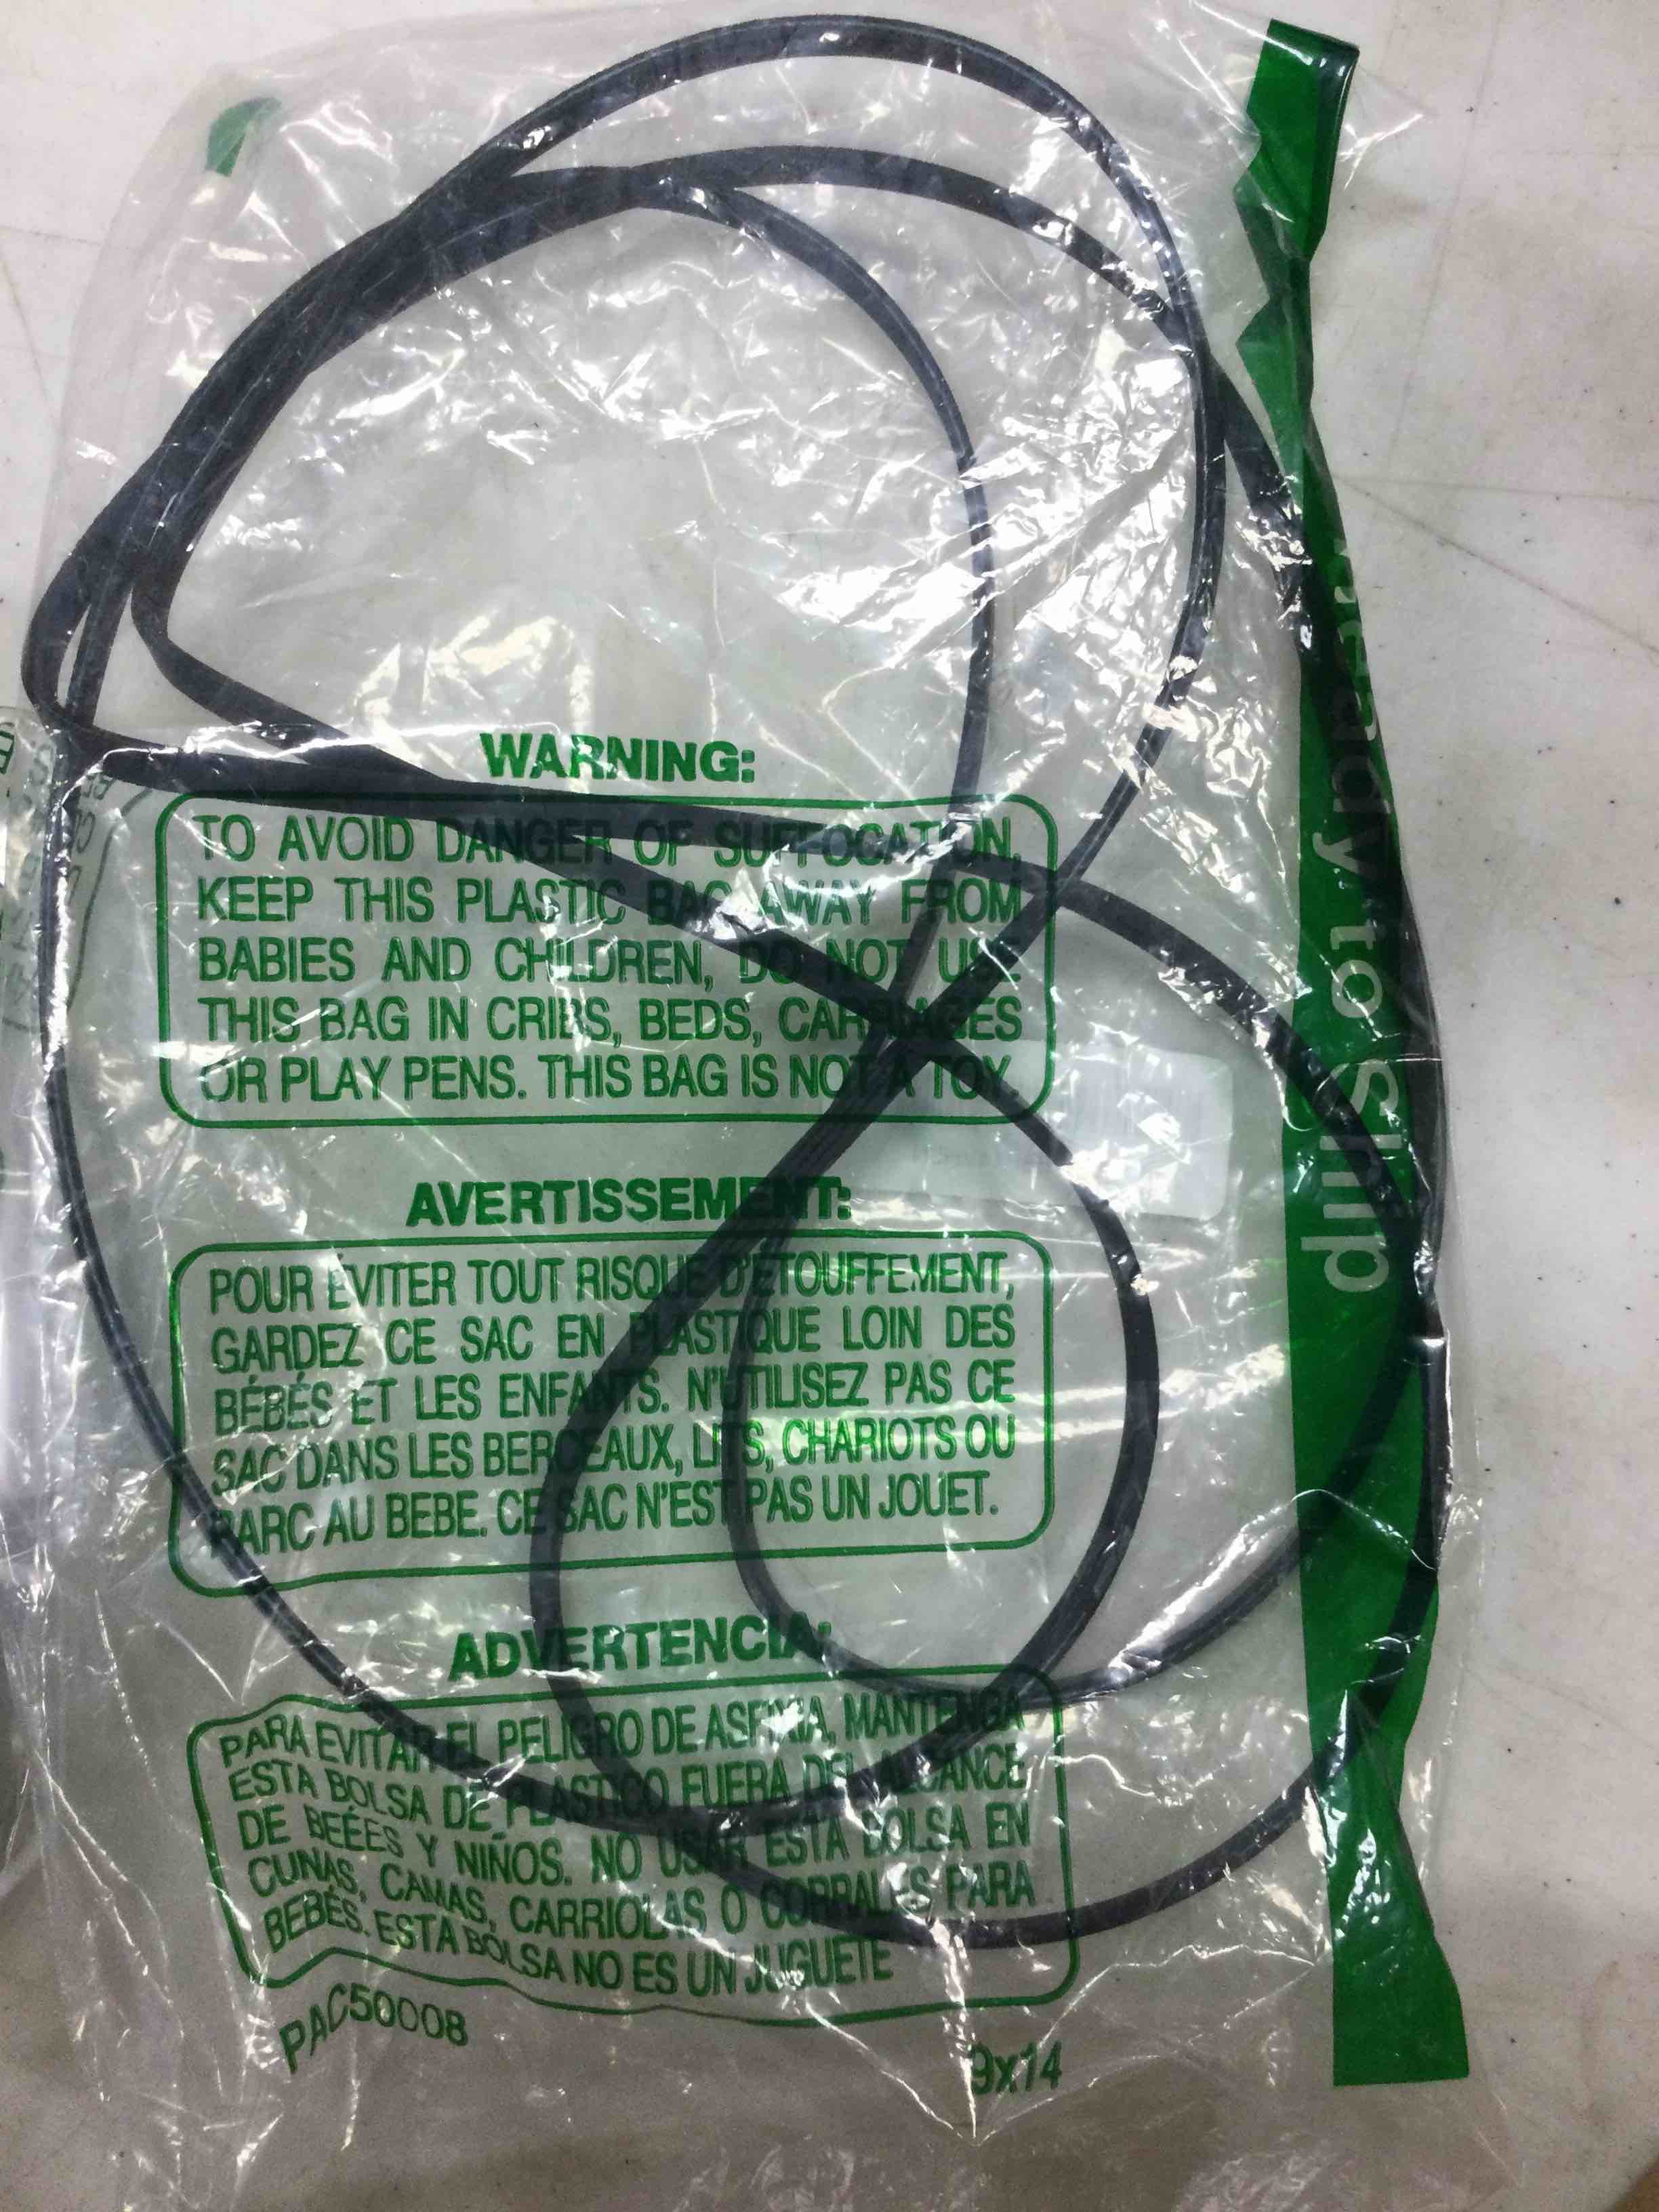 WARNING:
TO AVOID DANGER OF SUFFOCATION,
KEEP THIS PLASTIC BAG AWAY FROM
BABIES AND CHILDREN, DO NOT USE
THIS BAG IN CRIBS, BEDS, CARRIAGES
OR PLAY PENS. THIS BAG IS NOT A TOY
AVERTISSEMENT:
POUR ÉVITER TOUT RISQUE D'ÉTOUFFEMENT,
GARDEZ CE SAC EN PLASTIQUE LOIN DES
BÉBÉS ET LES ENFANTS. N'UTILISEZ PAS CE
SAC DANS LES BERCEAUX, LITS, CHARIOTS OU
PARC AU BEBE. CE SAC N'EST PAS UN JOUET.
ADVERTENCIA:
PARA EVITAR EL PELIGRO DE ASFIXIA, MANTENGA
ESTA BOLSA DE PLASTICO FUERA DEL ALCANCE
DE BEÉES Y NIÑOS. NO USAR ESTA BOLSA EN
CUNAS, CAMAS, CARRIOLAS O CORRALES PARA
BEBÉS. ESTA BOLSA NO ES UN JUGUETE
PAC50008
9x14
Ready to Ship